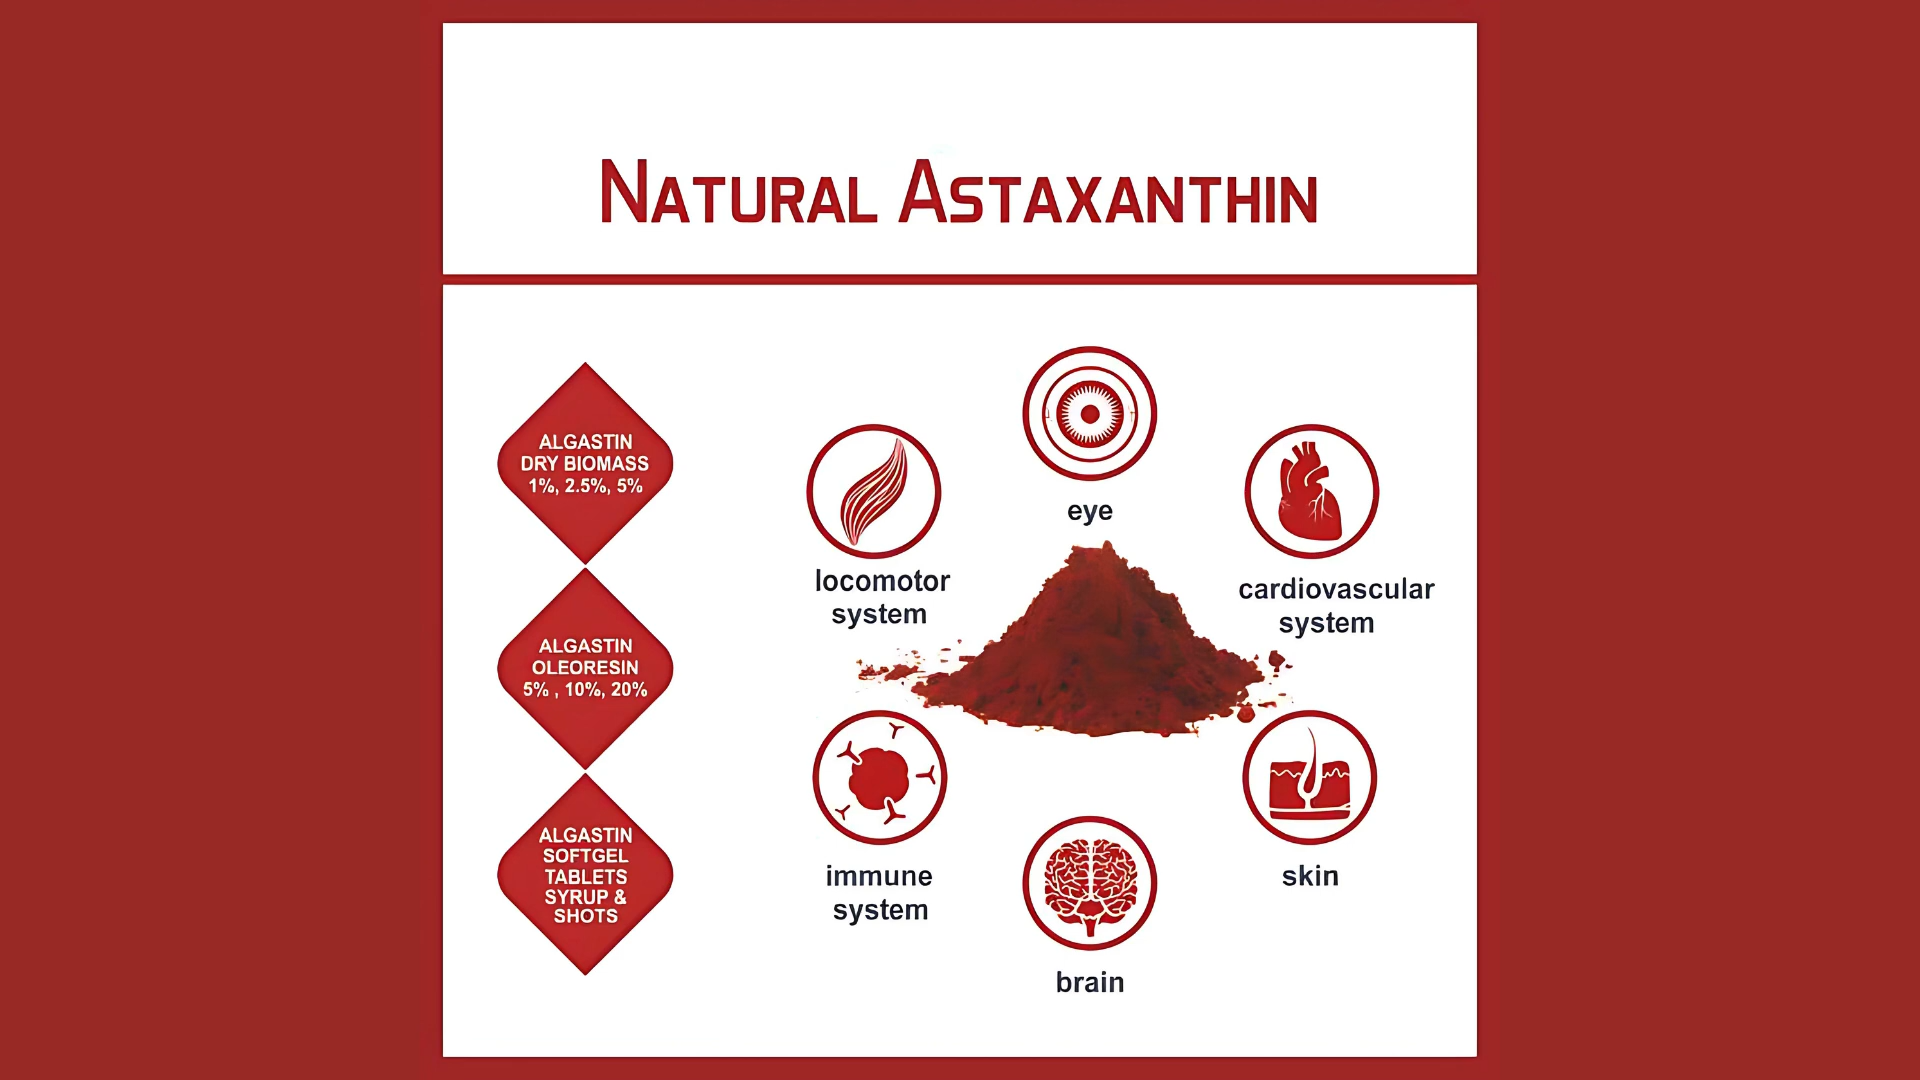 NATURAL ASTAXANTHIN
ALGASTIN
DRY BIOMASS
1%, 2.5%, 5%
ALGASTIN
OLEORESIN
5% , 10%, 20%
ALGASTIN
SOFTGEL
TABLETS
SYRUP &
SHOTS
eye
locomotor
system
cardiovascular
system
immune
system
skin
brain